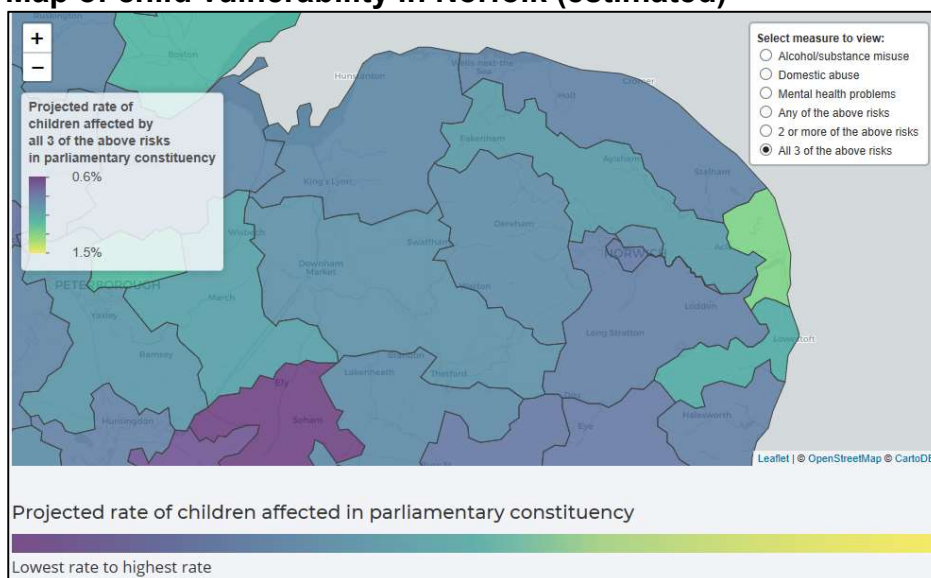 Map of child vulnerability in Norfolk (estimated)
+
−
Ruskington
Boston
Hunstanton
Wells-next-the-
Sea
Cromer
Select measure to view:
Alcohol/substance misuse
Domestic abuse
Mental health problems
Any of the above risks
2 or more of the above risks
All 3 of the above risks
Projected rate of
children affected by
all 3 of the above risks
in parliamentary constituency
0.6%
1.5%
Fakenham
Aylsham
Stalham
King's Lynn
Dereham
Wisbech
Swaffham
NORWICH
Downham
Market
Watton
PETERBOROUGH
March
Loddon
Yaxley
Long Stratton
Lowestoft
Ramsey
Brandon
Lakenheath
Thetford
Ely
Diss
Soham
Huntingdon
Eye
Halesworth
Leaflet | © OpenStreetMap © CartoDB
Projected rate of children affected in parliamentary constituency
Lowest rate to highest rate